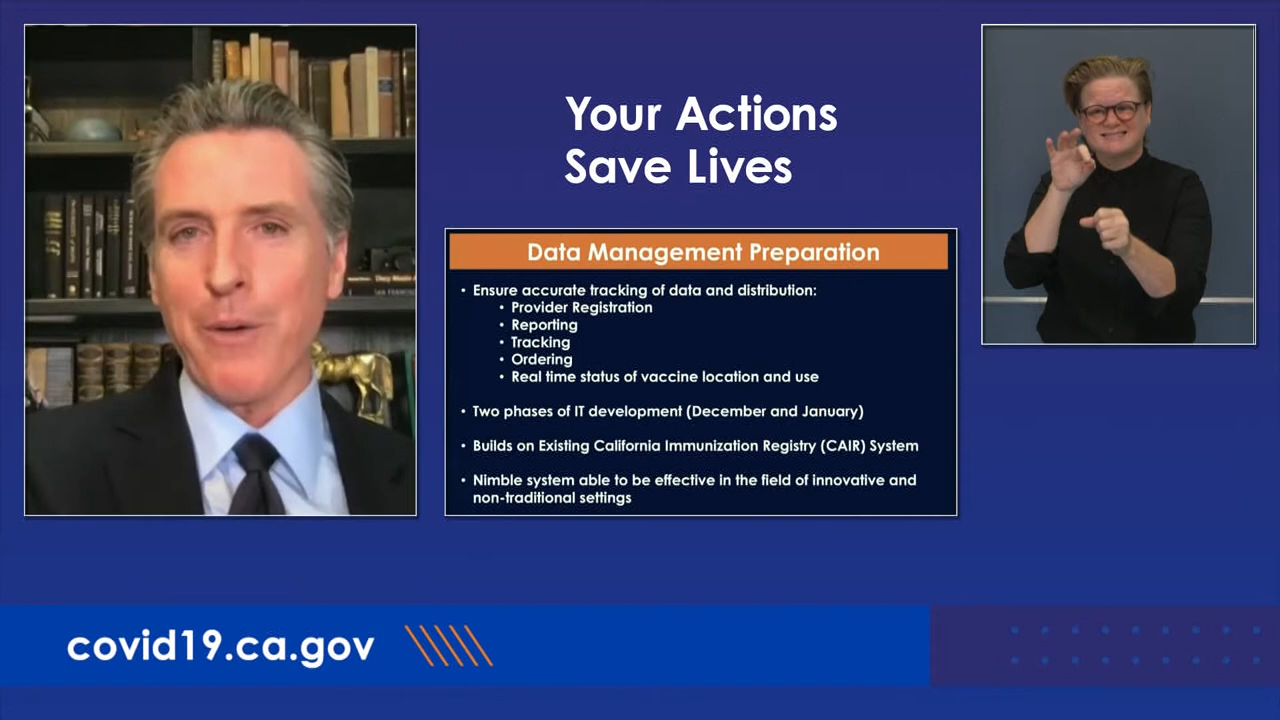 Your Actions
Save Lives
Data Management Preparation
• Ensure accurate tracking of data and distribution:
• Provider Registration
• Reporting
• Tracking
• Ordering
• Real time status of vaccine location and use
• Two phases of IT development (December and January)
• Builds on Existing California Immunization Registry (CAIR) System
• Nimble system able to be effective in the field of innovative and
non-traditional settings
covid19.ca.gov